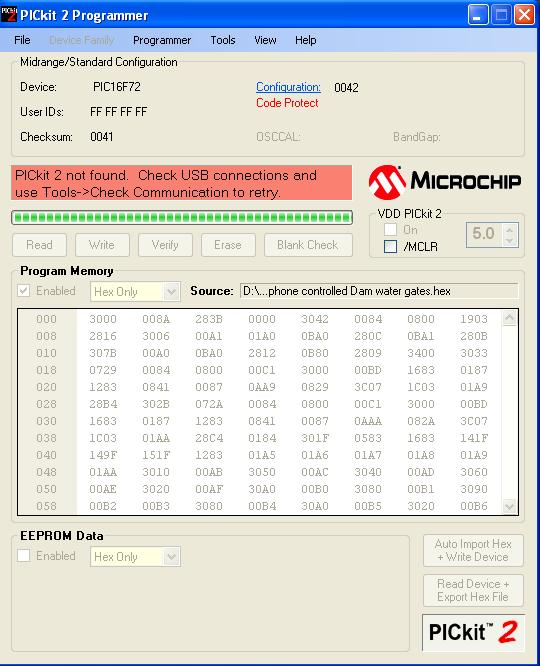 PICkit 2 Programmer
File Device Family Programmer Tools View Help
Midrange/Standard Configuration
Device: PIC16F72 Configuration: 0042
Code Protect
User IDs: FF FF FF FF
Checksum: 0041 OSCCAL: BandGap:
PICkit 2 not found. Check USB connections and
use Tools->Check Communication to retry.
MICROCHIP
VDD PICkit 2
On
/MCLR
5.0
Read Write Verify Erase Blank Check
Program Memory
Enabled Hex Only Source: D:\...phone controlled Dam water gates.hex
000 3000 008A 283B 0000 3042 0084 0800 1903
008 2816 3006 00A1 01A0 0BA0 280C 0BA1 280B
010 307B 00A0 0BA0 2812 0B80 2809 3400 3033
018 0729 0084 0800 00C1 3000 00BD 1683 0187
020 1283 0841 0087 0AA9 0829 3C07 1C03 01A9
028 28B4 302B 072A 0084 0800 00C1 3000 00BD
030 1683 0187 1283 0841 0087 0AAA 082A 3C07
038 1C03 01AA 28C4 0184 301F 0583 1683 141F
040 149F 151F 1283 01A5 01A6 01A7 01A8 01A9
048 01AA 3010 00AB 3050 00AC 3040 00AD 3060
050 00AE 3020 00AF 30A0 00B0 3080 00B1 3090
058 00B2 00B3 3080 00B4 30A0 00B5 3020 00B6
EEPROM Data
Enabled Hex Only
Auto Import Hex
+ Write Device
Read Device +
Export Hex File
PICkit™ 2